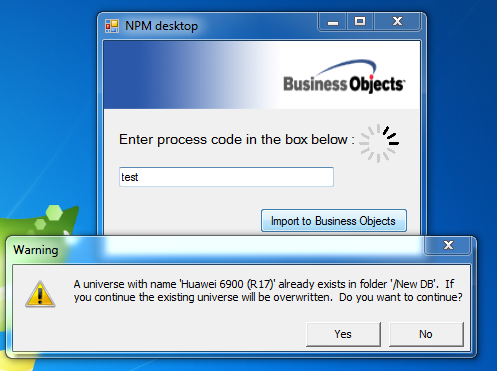 NPM desktop
Business Objects
Enter process code in the box below :
test
Import to Business Objects
Warning
A universe with name 'Huawei 6900 (R17)' already exists in folder '/New DB'. If
you continue the existing universe will be overwritten. Do you want to continue?
Yes
No